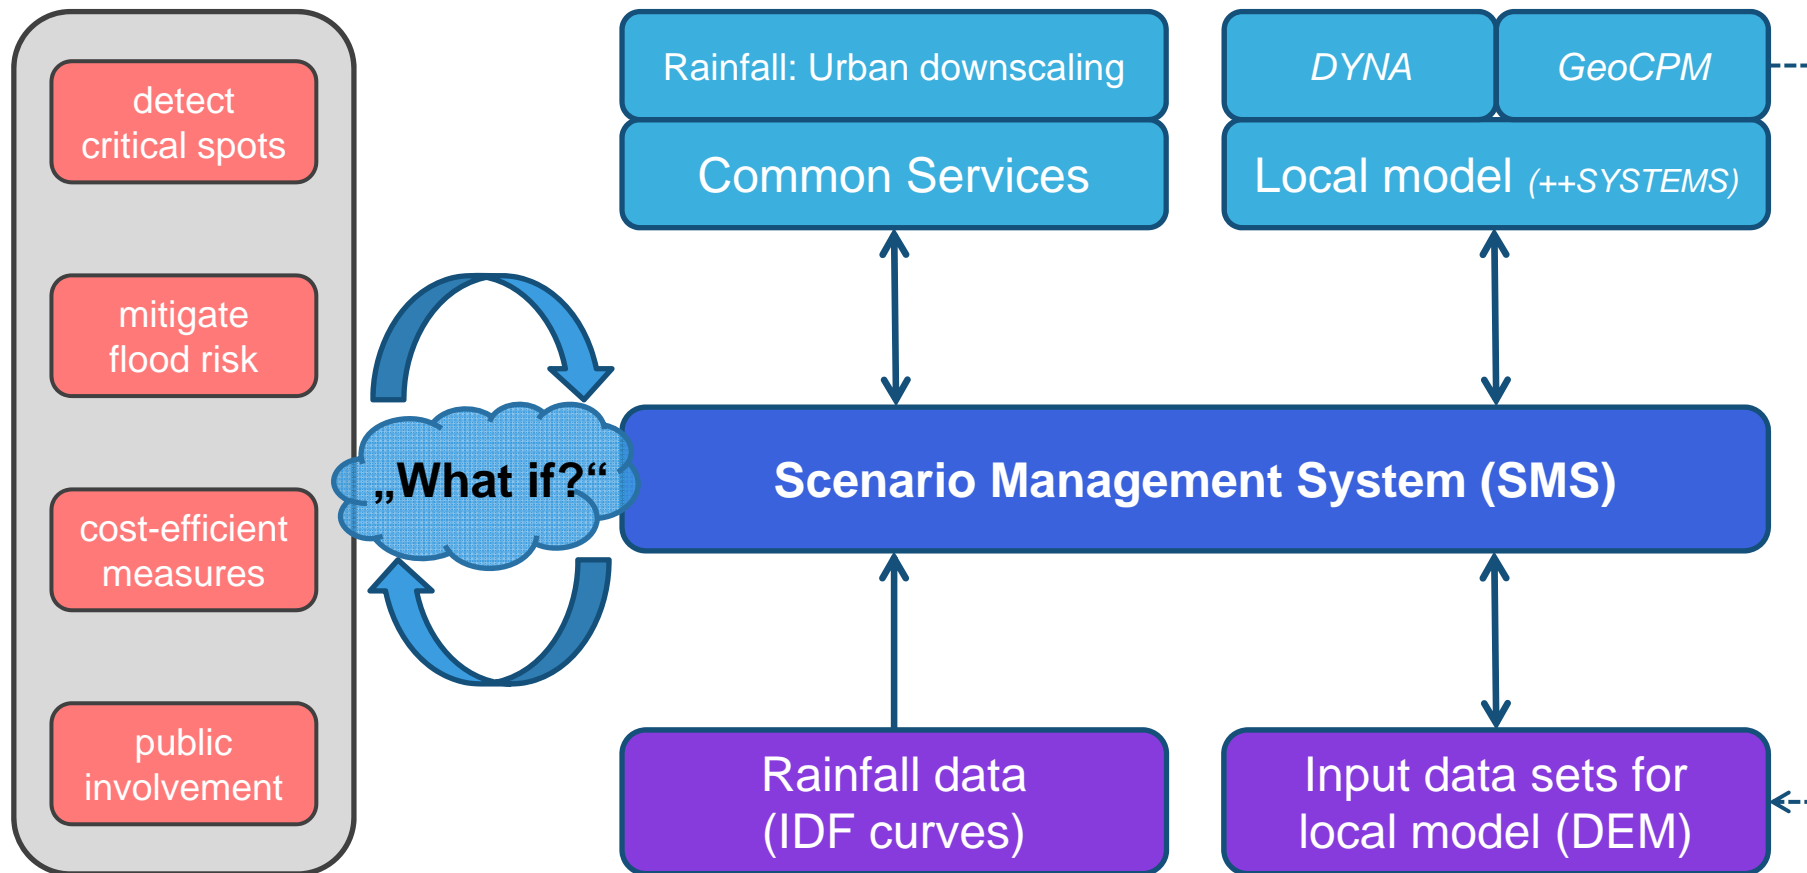 detect
critical spots
mitigate
flood risk
cost-efficient
measures
public
involvement
„What if?“
Rainfall: Urban downscaling
Common Services
DYNA
GeoCPM
Local model (++SYSTEMS)
Scenario Management System (SMS)
Rainfall data
(IDF curves)
Input data sets for
local model (DEM)